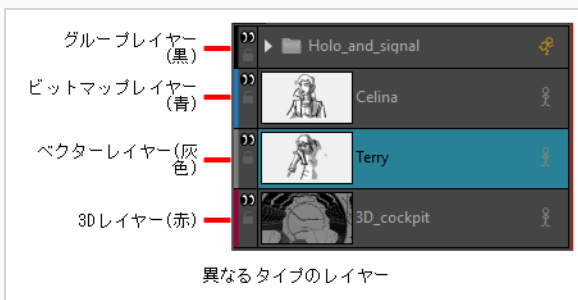 グループレイヤー
(黒)
Holo_and_signal
ビットマップレイヤー
(青)
Celina
ベクターレイヤー(灰
色)
Terry
3Dレイヤー(赤)
3D_cockpit
異なるタイプのレイヤー